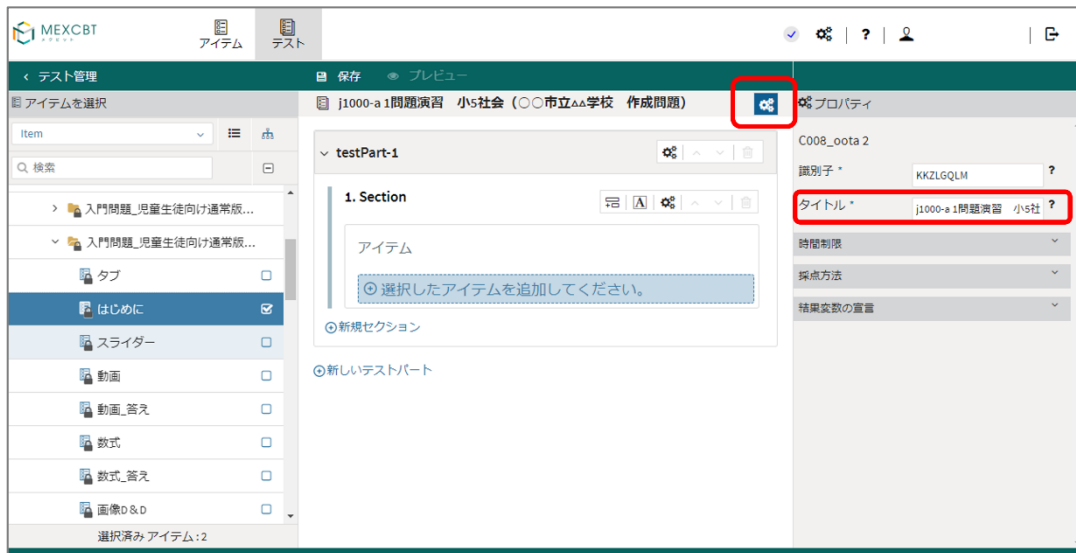 MEXCBT
メクビット
アイテム
テスト
?
< テスト管理
保存
プレビュー
アイテムを選択
j1000-a 1問題演習 小5社会（〇〇市立△△学校 作成問題）
プロパティ
Item
検索
入門問題_児童生徒向け通常版...
入門問題_児童生徒向け通常版...
タブ
はじめに
スライダー
動画
動画_答え
数式
数式_答え
画像D&D
選択済みアイテム:2
testPart-1
1. Section
A
アイテム
選択したアイテムを追加してください。
新規セクション
新しいテストパート
C008_oota 2
識別子 * KKZLGQLM ?
タイトル * j1000-a 1問題演習 小5社 ?
時間制限
採点方法
結果変数の宣言